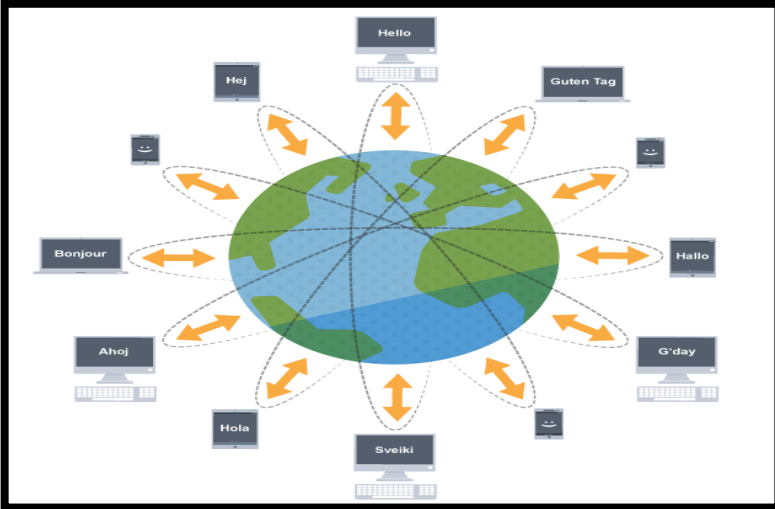 Hello
Hej
Guten Tag
Bonjour
Hallo
Ahoj
G'day
Hola
Sveiki